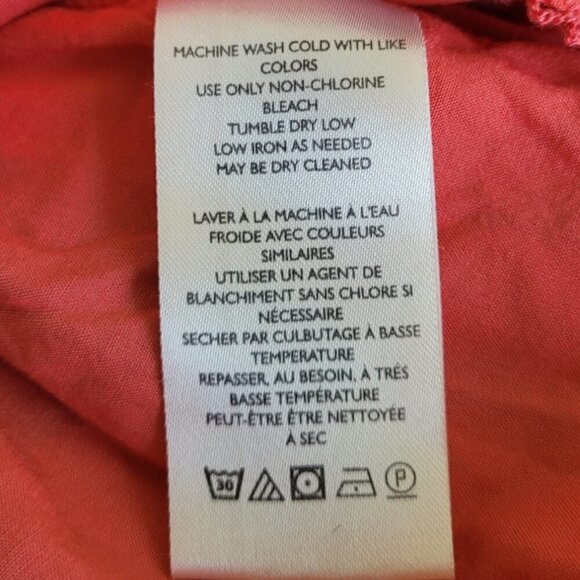 MACHINE WASH COLD WITH LIKE
COLORS
USE ONLY NON-CHLORINE
BLEACH
TUMBLE DRY LOW
LOW IRON AS NEEDED
MAY BE DRY CLEANED
LAVER À LA MACHINE À L'EAU
FROIDE AVEC COULEURS
SIMILAIRES
UTILISER UN AGENT DE
BLANCHIMENT SANS CHLORE SI
NÉCESSAIRE
SECHER PAR CULBUTAGE À BASSE
TEMPERATURE
REPASSER, AU BESOIN, À TRÉS
BASSE TEMPÉRATURE
PEUT-ÊTRE ÊTRE NETTOYÉE
À SEC
30 P